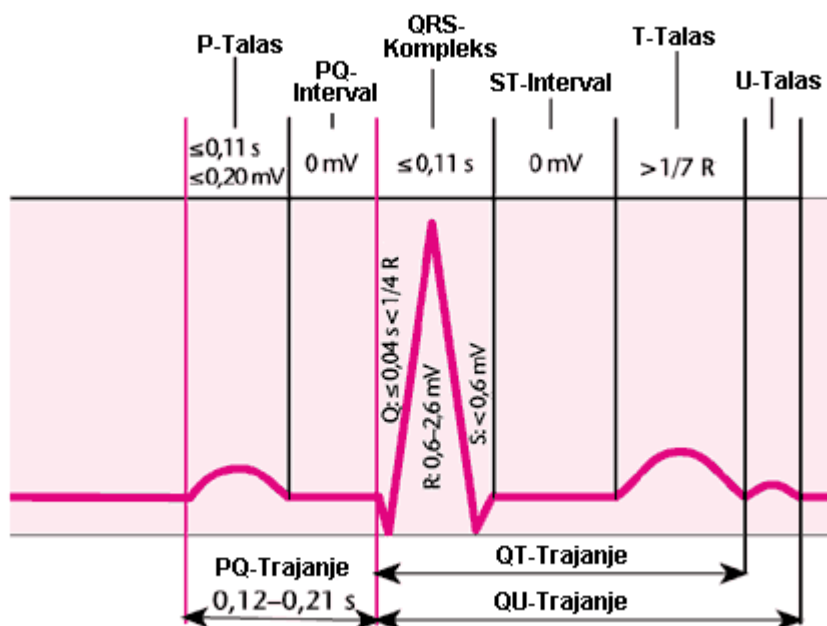 P-Talas
PQ-
Interval
QRS-
Kompleks
ST-Interval
T-Talas
U-Talas
≤0,11 s
≤0,20 mV
0 mV
≤0,11 s
0 mV
>1/7 R
Q: ≤0,04 s < 1/4 R
R: 0,6–2,6 mV
S: <0,6 mV
PQ-Trajanje
0,12–0,21 s
QT-Trajanje
QU-Trajanje